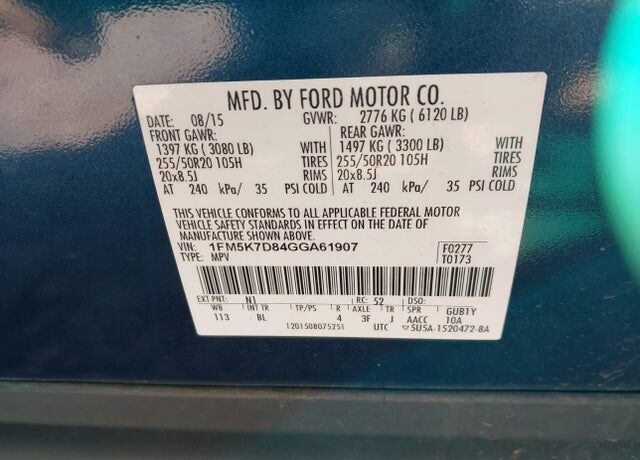 MFD. BY FORD MOTOR CO.
DATE: 08/15 GVWR: 2776 KG ( 6120 LB)
FRONT GAWR: REAR GAWR:
1397 KG ( 3080 LB) WITH 1497 KG ( 3300 LB) WITH
255/50R20 105H TIRES 255/50R20 105H TIRES
20x8.5J RIMS 20x8.5J RIMS
AT 240 kPa/ 35 PSI COLD AT 240 kPa/ 35 PSI COLD
THIS VEHICLE CONFORMS TO ALL APPLICABLE FEDERAL MOTOR
VEHICLE SAFETY STANDARDS IN EFFECT ON THE DATE OF
MANUFACTURE SHOWN ABOVE.
VIN: 1FM5K7D84GGA61907 F0277
TYPE: MPV T0173
EXT PNT: N1 RC: 52 DSO:
WB INT TR TP/PS R AXLE TR SPR GUB1Y
113 BL 4 3F J AACC 10A
1201508075251 UTC 5U5A-1520472-BA